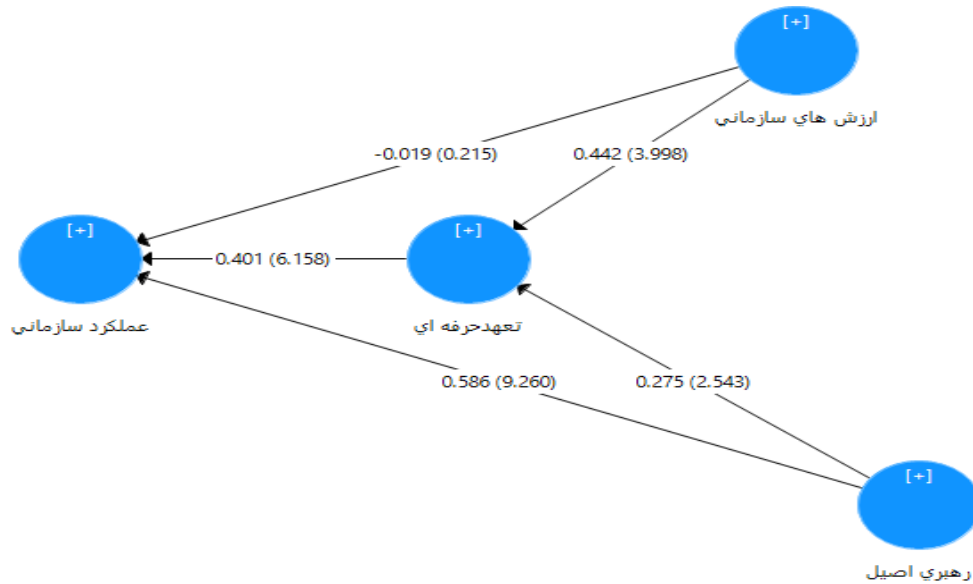 [+]
ارزش هاي سازماني
-0.019 (0.215)
0.442 (3.998)
[+]
[+]
0.401 (6.158)
عملكرد سازماني
تعهدحرفه اي
0.586 (9.260)
0.275 (2.543)
[+]
رهبري اصيل